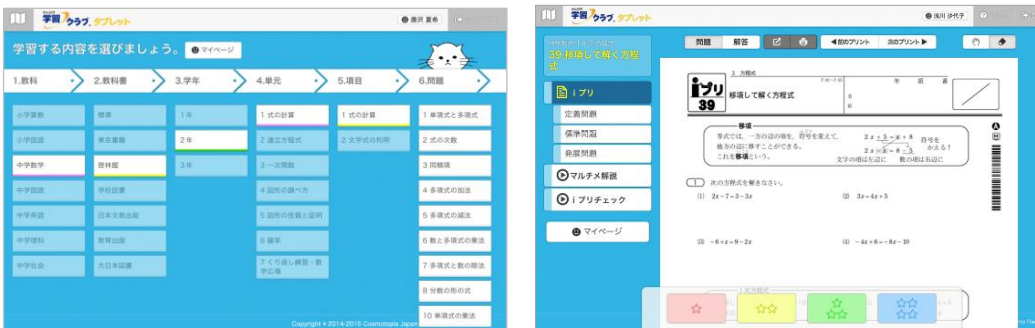 学習クラブ タブレット
学習する内容を選びましょう。
マイページ
1.教科
2.教科書
3.学年
4.単元
5.項目
6.問題
小学算数
標準
1年
1 式の計算
1 式の計算
1 単項式と多項式
小学国語
東京書籍
2年
2 連立方程式
2 文字式の利用
2 式の次数
中学数学
啓林館
3年
3 一次関数
3 同類項
中学国語
学校図書
4 図形の調べ方
4 多項式の加法
中学英語
日本文教出版
5 図形の性質と証明
5 多項式の減法
中学理科
教育出版
6 確率
6 数と多項式の乗法
中学社会
大日本図書
7 くり返し練習・数学広場
7 多項式と数の除法
8 分数の形の式
10 単項式の乗法
Copyright © 2014-2015 Cosmotopia Japan
学習クラブ タブレット
39 移項して解く方程式
iプリ
定着問題
標準問題
発展問題
マルチメ解説
iプリチェック
マイページ
問題
解答
◀前のプリント
次のプリント▶
3. 方程式
iプリ
39
移項して解く方程式
年 組 番
移項
等式では、一方の辺の項を、符号を変えて、
他方の辺に移すことができる。
これを移項という。
2x + 5 = x + 8
符号をかえる!
2x - x = 8 - 5
文字の項は左辺に 数の項は右辺に
1 次の方程式を解きなさい。
(1) 2x-7=3-3x
(2) 3x=4x+5
(3) -6+x=9-2x
(4) -4x+6=-8x-10